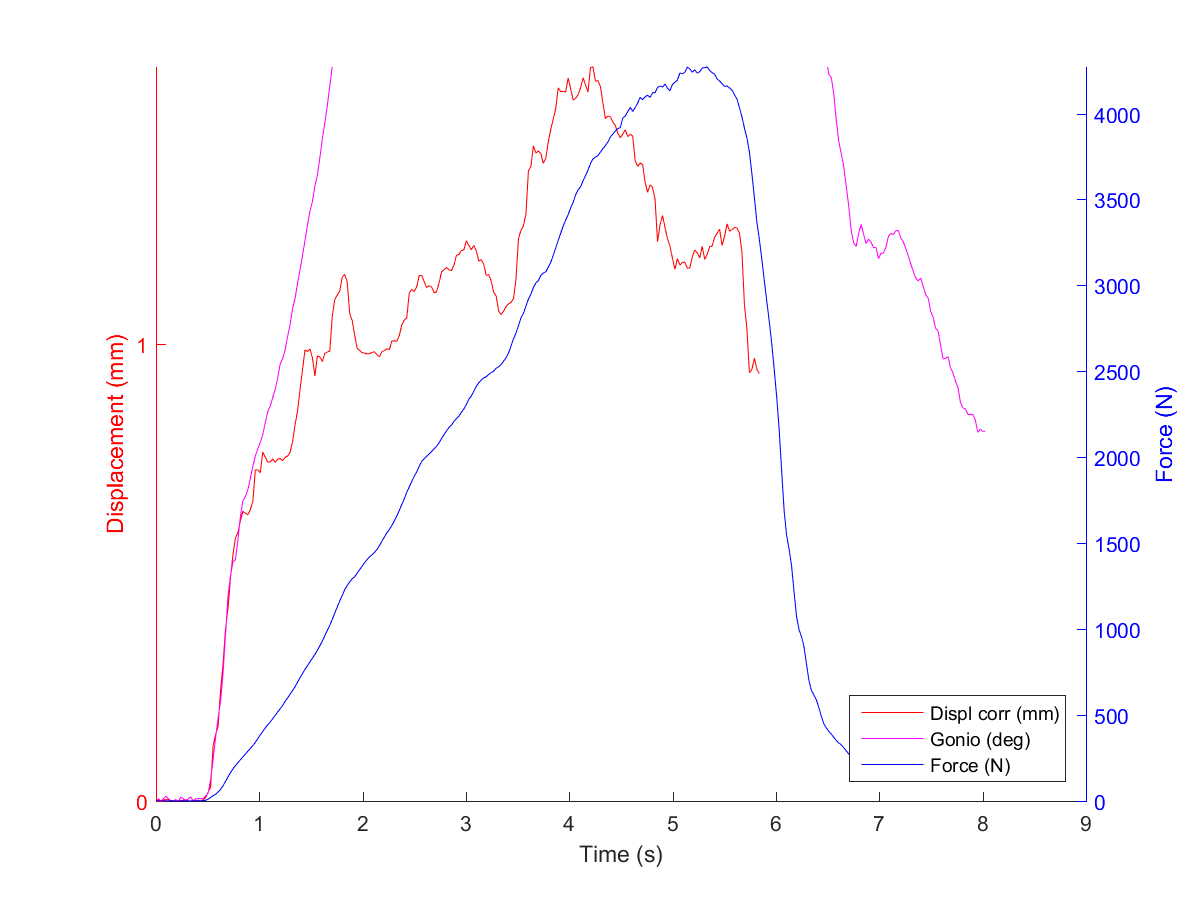 Displacement (mm)
1
0
4000
3500
3000
2500
2000
1500
1000
500
0
Force (N)
Displ corr (mm)
Gonio (deg)
Force (N)
0 1 2 3 4 5 6 7 8 9
Time (s)